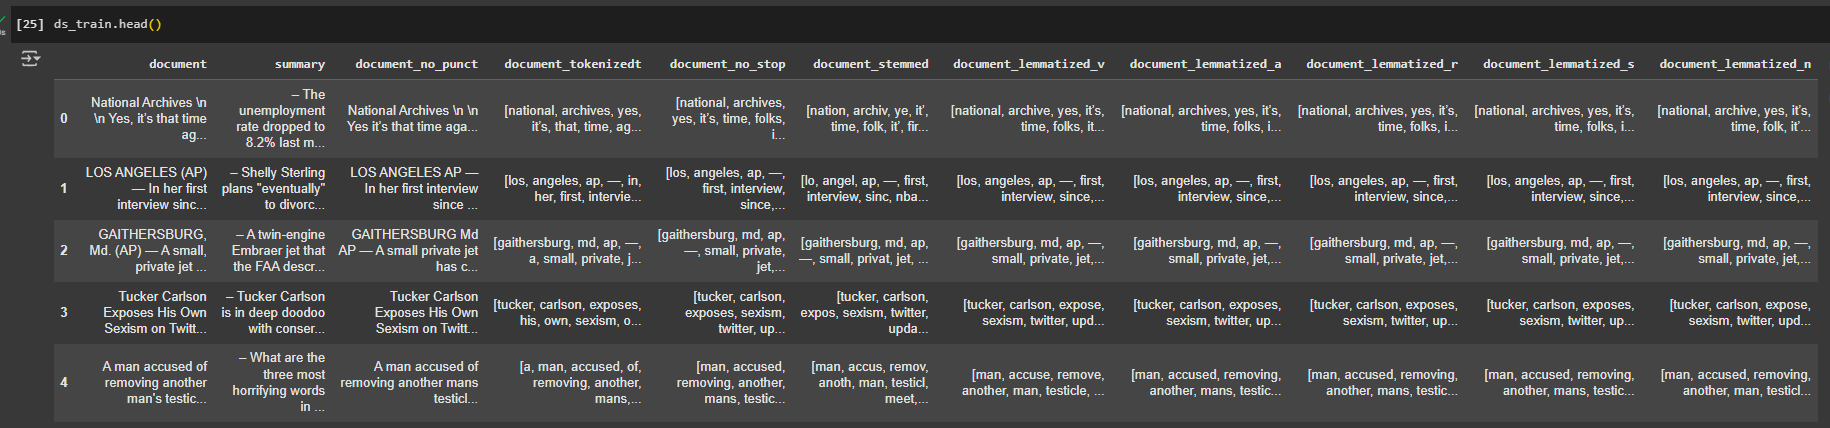 [25] ds_train.head()
document summary document_no_punct document_tokenizedt document_no_stop document_stemmed document_lemmatized_v document_lemmatized_a document_lemmatized_r document_lemmatized_s document_lemmatized_n
0
National Archives \n
\n Yes, it's that time
ag...
– The
unemployment
rate dropped to
8.2% last m...
National Archives \n \n
Yes it's that time aga...
[national, archives, yes,
it's, that, time, ag...
[national, archives,
yes, it's, time, folks,
i...
[nation, archiv, ye, it',
time, folk, it', fir...
[national, archive, yes, it's,
time, folks, it...
[national, archives, yes, it's,
time, folks, i...
[national, archives, yes, it's,
time, folks, i...
[national, archives, yes, it's,
time, folks, i...
[national, archives, yes, it's,
time, folk, it'...
1
LOS ANGELES (AP)
— In her first
interview sinc...
– Shelly Sterling
plans "eventually"
to divorc...
LOS ANGELES AP —
In her first interview
since ...
[los, angeles, ap, —, in,
her, first, intervie...
[los, angeles, ap, —,
first, interview,
since,...
[lo, angel, ap, —, first,
interview, sinc, nba...
[los, angeles, ap, —, first,
interview, since,...
[los, angeles, ap, —, first,
interview, since,...
[los, angeles, ap, —, first,
interview, since,...
[los, angeles, ap, —, first,
interview, since,...
[los, angeles, ap, —, first,
interview, since,...
2
GAITHERSBURG,
Md. (AP) — A small,
private jet ...
– A twin-engine
Embraer jet that
the FAA descr...
GAITHERSBURG Md
AP — A small private jet
has c...
[gaithersburg, md, ap, —,
a, small, private, j...
[gaithersburg, md, ap,
—, small, private,
jet,...
[gaithersburg, md, ap,
—, small, privat, jet, ...
[gaithersburg, md, ap, —,
small, private, jet,...
[gaithersburg, md, ap, —,
small, private, jet,...
[gaithersburg, md, ap, —,
small, private, jet,...
[gaithersburg, md, ap, —,
small, private, jet,...
[gaithersburg, md, ap, —,
small, private, jet,...
3
Tucker Carlson
Exposes His Own
Sexism on Twitt...
– Tucker Carlson
is in deep doodoo
with conser...
Tucker Carlson
Exposes His Own
Sexism on Twitt...
[tucker, carlson, exposes,
his, own, sexism, o...
[tucker, carlson,
exposes, sexism,
twitter, up...
[tucker, carlson,
expos, sexism, twitter,
upda...
[tucker, carlson, expose,
sexism, twitter, upd...
[tucker, carlson, exposes,
sexism, twitter, up...
[tucker, carlson, exposes,
sexism, twitter, up...
[tucker, carlson, exposes,
sexism, twitter, up...
[tucker, carlson, expose,
sexism, twitter, upd...
4
A man accused of
removing another
man's testic...
– What are the
three most
horrifying words
in ...
A man accused of
removing another mans
testicl...
[a, man, accused, of,
removing, another,
mans,...
[man, accused,
removing, another,
mans, testic...
[man, accus, remov,
anoth, man, testicl,
meet,...
[man, accuse, remove,
another, man, testicle, ...
[man, accused, removing,
another, mans, testic...
[man, accused, removing,
another, mans, testic...
[man, accused, removing,
another, mans, testic...
[man, accused, removing,
another, man, testicl...